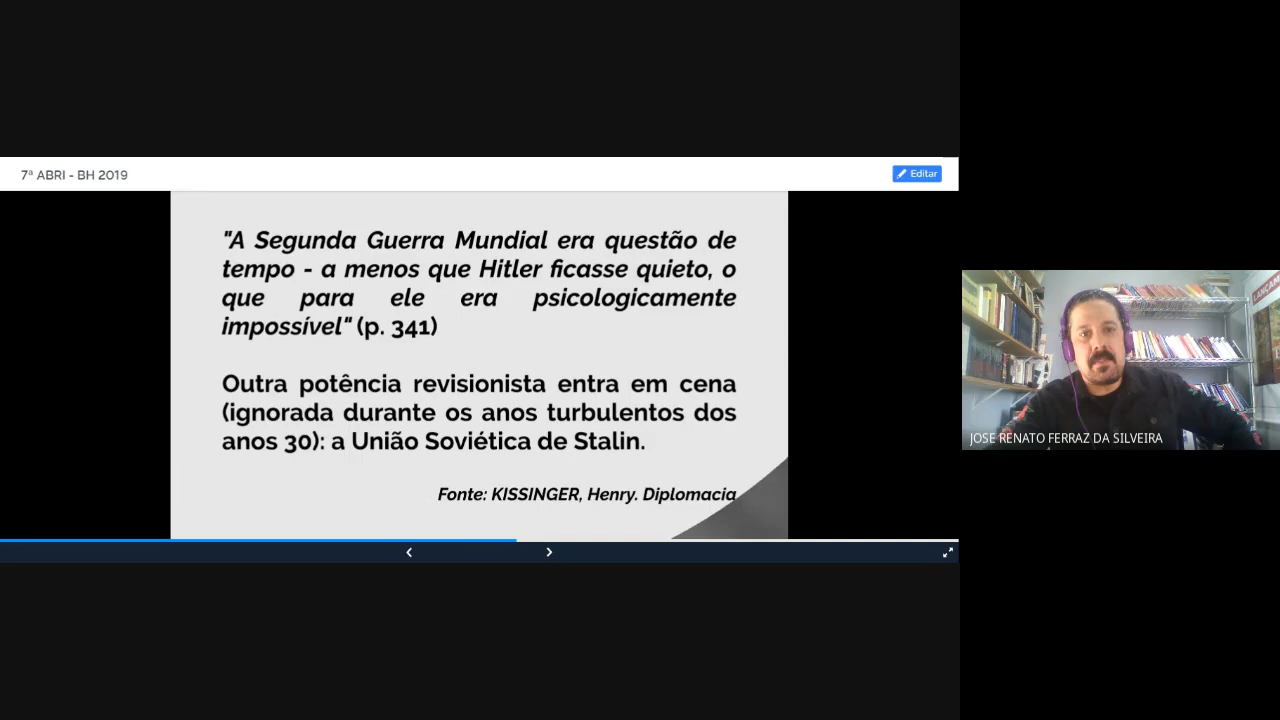 7ª ABRI - BH 2019
Editar
"A Segunda Guerra Mundial era questão de
tempo - a menos que Hitler ficasse quieto, o
que para ele era psicologicamente
impossível" (p. 341)
Outra potência revisionista entra em cena
(ignorada durante os anos turbulentos dos
anos 30): a União Soviética de Stalin.
Fonte: KISSINGER, Henry. Diplomacia
JOSE RENATO FERRAZ DA SILVEIRA